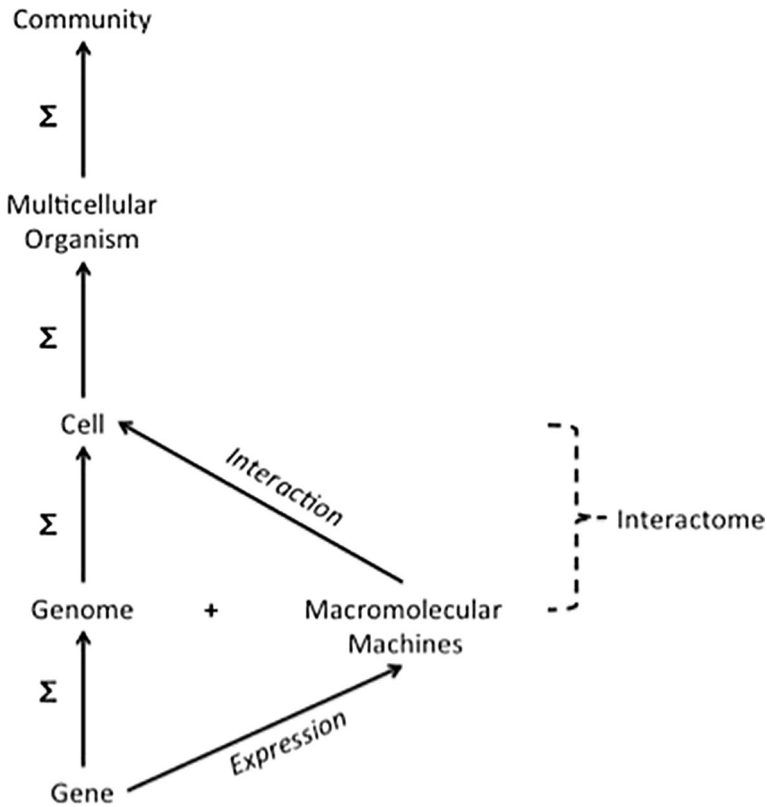 Community
Σ
Multicellular
Organism
Σ
Cell
Interaction
Σ
Interactome
Genome + Macromolecular
Machines
Σ
Expression
Gene